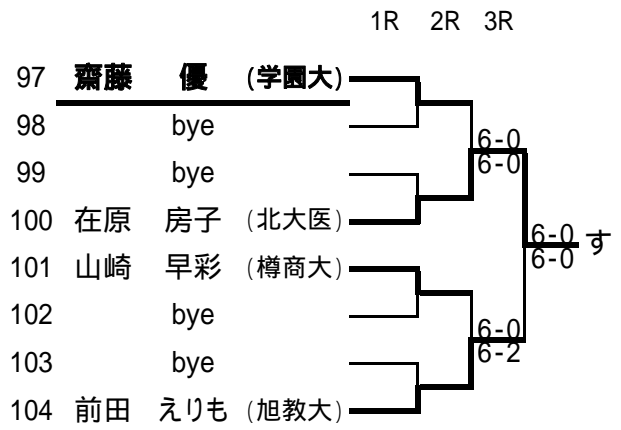 1R 2R 3R
97 齋藤 優 (学園大)
98 bye
6-0
99 bye
6-0
100 在原 房子 (北大医)
6-0 す
101 山崎 早彩 (樽商大)
6-0
102 bye
6-0
103 bye
6-2
104 前田 えりも (旭教大)